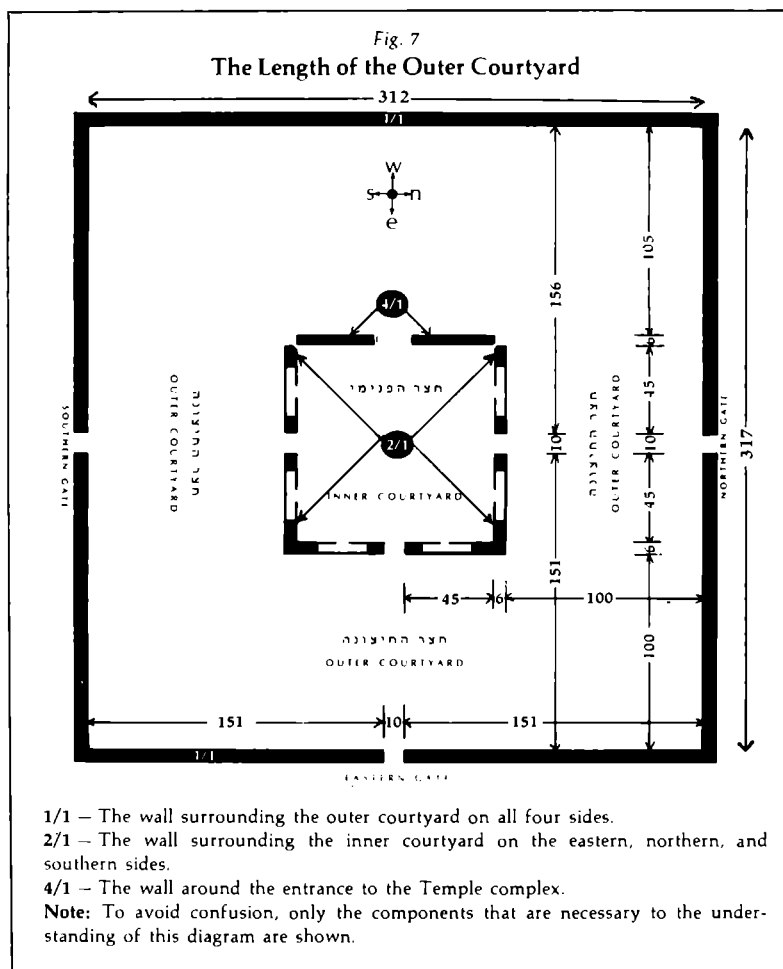 Fig. 7
The Length of the Outer Courtyard
312
1/1
w
s n
e
4/1
156
105
6
45
10
45
6
100
10
151
317
חצר הפנימי
2/1
INNER COURTYARD
חצר החיצונה
OUTER COURTYARD
SOUTHERN GATE
OUTER COURTYARD
NORTHERN GATE
45
6
100
חצר החיצונה
OUTER COURTYARD
151
10
151
1/1
EASTERN GATE
1/1 – The wall surrounding the outer courtyard on all four sides.
2/1 – The wall surrounding the inner courtyard on the eastern, northern, and
southern sides.
4/1 – The wall around the entrance to the Temple complex.
Note: To avoid confusion, only the components that are necessary to the under-
standing of this diagram are shown.